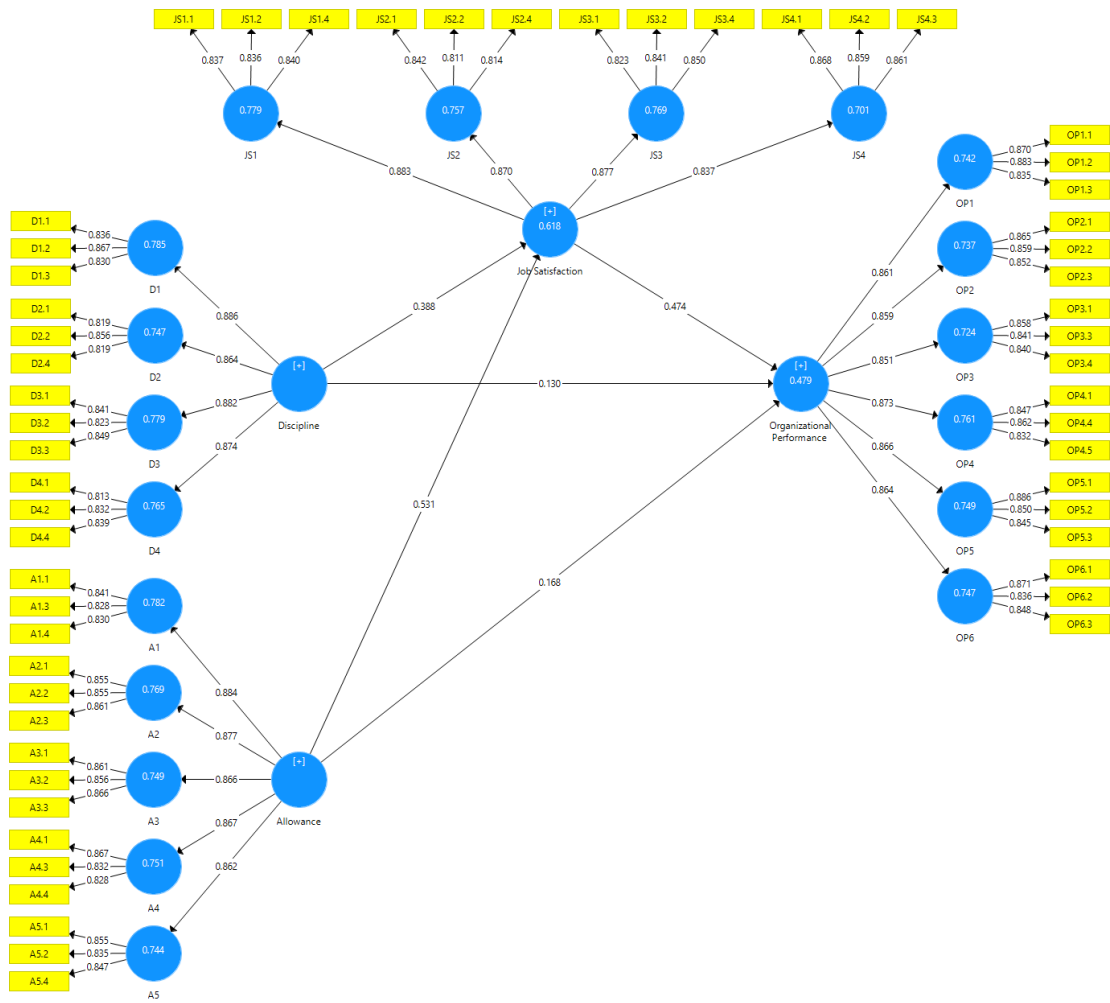 JS1.1 JS1.2 JS1.4 JS2.1 JS2.2 JS2.4 JS3.1 JS3.2 JS3.4 JS4.1 JS4.2 JS4.3
0.837 0.836 0.840 0.842 0.811 0.814 0.823 0.841 0.850 0.868 0.859 0.861
0.779 0.757 0.769 0.701
JS1 JS2 JS3 JS4
0.883 0.870 0.877 0.837
[+]
0.618
Job Satisfaction
D1.1
D1.2
D1.3
0.836
0.867
0.830
0.785
D1
D2.1
D2.2
D2.4
0.819
0.856
0.819
0.747
D2
D3.1
D3.2
D3.3
0.841
0.823
0.849
0.779
D3
D4.1
D4.2
D4.4
0.813
0.832
0.839
0.765
D4
0.886
0.864
0.882
0.874
[+]
Discipline
0.388
0.130
0.474
0.531
0.168
A1.1
A1.3
A1.4
0.841
0.828
0.830
0.782
A1
A2.1
A2.2
A2.3
0.855
0.855
0.861
0.769
A2
A3.1
A3.2
A3.3
0.861
0.856
0.866
0.749
A3
A4.1
A4.3
A4.4
0.867
0.832
0.828
0.751
A4
A5.1
A5.2
A5.4
0.855
0.835
0.847
0.744
A5
0.884
0.877
0.866
0.867
0.862
[+]
Allowance
[+]
0.479
Organizational
Performance
0.861
0.859
0.851
0.873
0.866
0.864
0.742
OP1
0.870
0.883
0.835
OP1.1
OP1.2
OP1.3
0.737
OP2
0.865
0.859
0.852
OP2.1
OP2.2
OP2.3
0.724
OP3
0.858
0.841
0.840
OP3.1
OP3.3
OP3.4
0.761
OP4
0.847
0.862
0.832
OP4.1
OP4.4
OP4.5
0.749
OP5
0.886
0.850
0.845
OP5.1
OP5.2
OP5.3
0.747
OP6
0.871
0.836
0.848
OP6.1
OP6.2
OP6.3